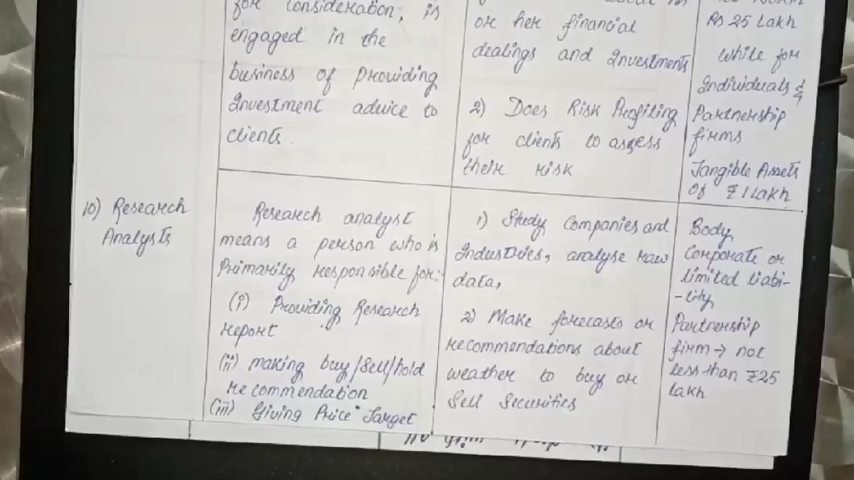 for consideration, is
engaged in the
business of providing
Investment advice to
clients.
or her financial
dealings and Investments
2) Does Risk Profiling
for clients to assess
their risk
Rs 25 Lakh
while for
Individuals &
Partnership
firms
Tangible Assets
of ₹1 Lakh
10) Research
Analysts
Research analyst
means a person who is
Primarily responsible for:
(i) Providing Research
report
(ii) making buy/sell/hold
recommendation
(iii) Giving Price Target
1) Study Companies and
Industries, analyse raw
data,
2) Make forecasts or
recommendations about
weather to buy or
Sell Securities
Body
Corporate or
limited liabi-
-lity
Partnership
firm → not
less than ₹25
lakh